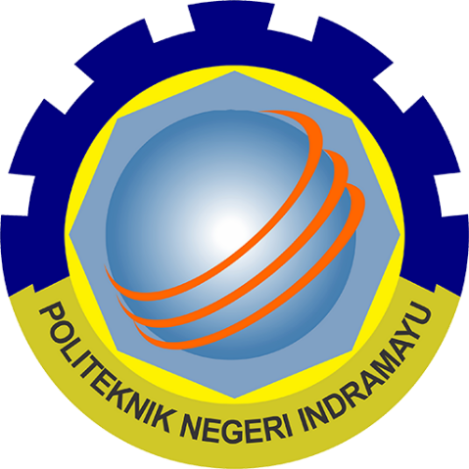 POLITEKNIK NEGERI INDRAMAYU